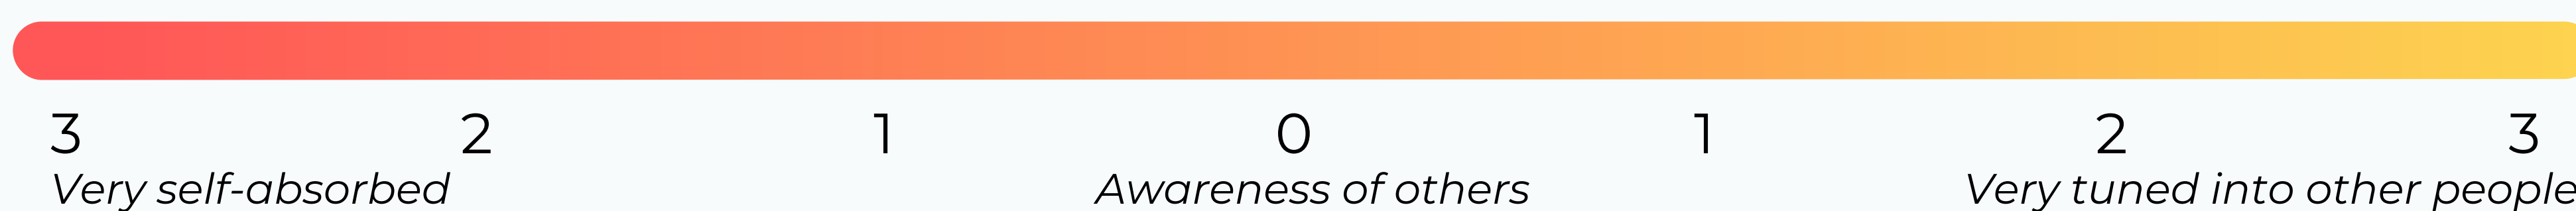 3 2 1 0 1 2 3
Very self-absorbed Awareness of others Very tuned into other people